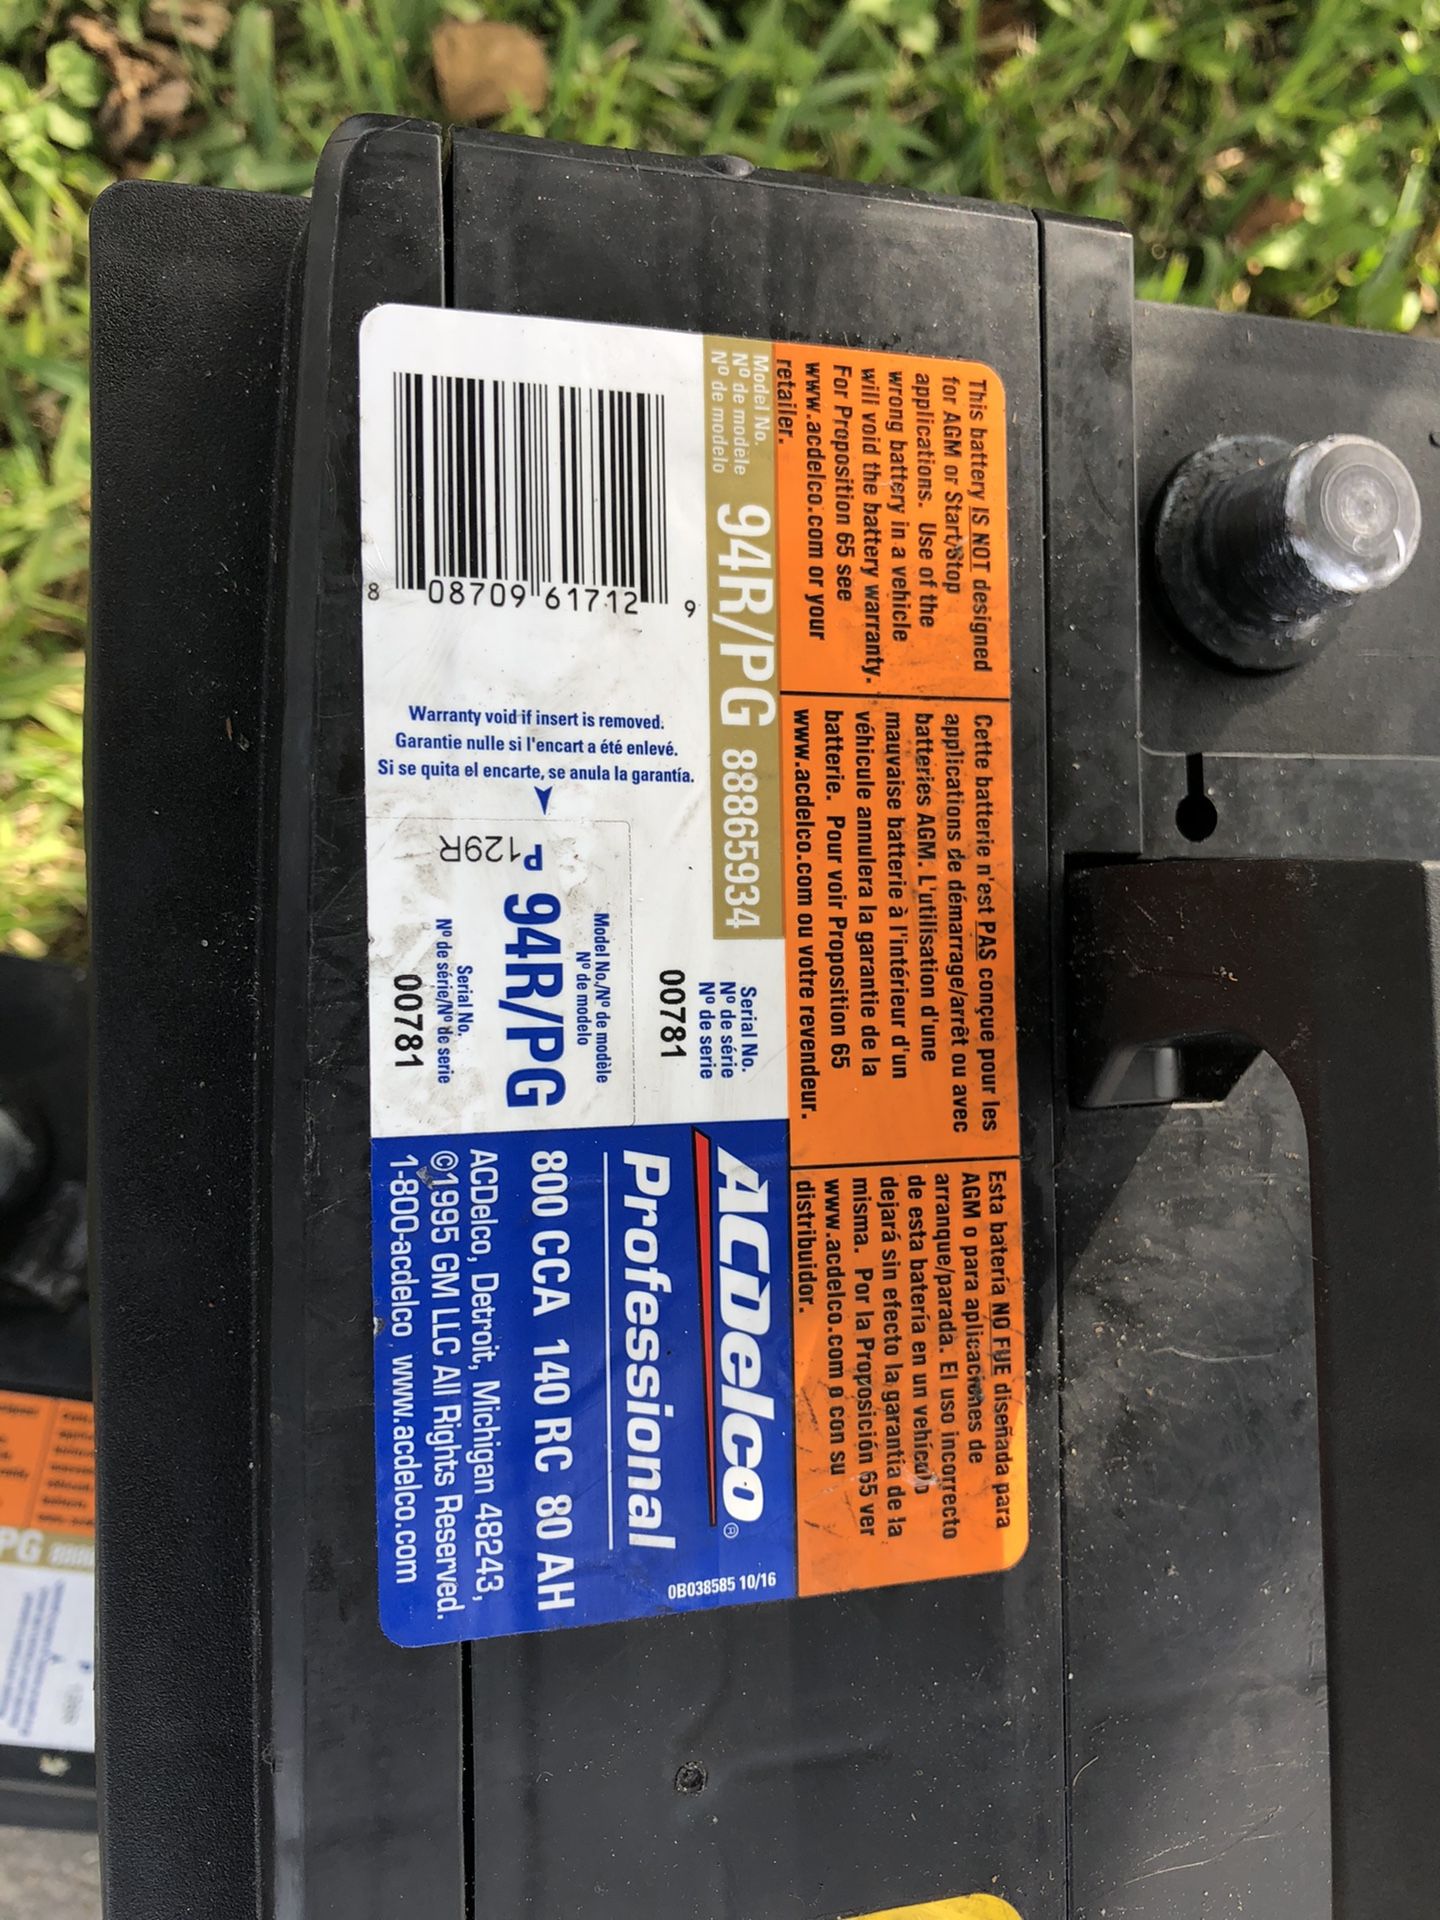 This battery IS NOT designed
for AGM or Start/Stop
applications. Use of the
wrong battery in a vehicle
will void the battery warranty.
For Proposition 65 see
www.acdelco.com or your
retailer.
Cette batterie n'est PAS conçue pour les
applications de démarrage/arrêt ou avec
batteries AGM. L'utilisation d'une
mauvaise batterie à l'intérieur d'un
véhicule annulera la garantie de la
batterie. Pour voir Proposition 65
www.acdelco.com ou votre revendeur.
Esta batería NO FUE diseñada para
AGM o para aplicaciones de
arranque/parada. El uso incorrecto
de esta batería en un vehículo
dejará sin efecto la garantía de la
misma. Por la Proposición 65 ver
www.acdelco.com o con su
distribuidor.
Model No.
Nº de modèle
Nº de modelo
94R/PG 88865934
8 08709 61712 9
Warranty void if insert is removed.
Garantie nulle si l'encart a été enlevé.
Si se quita el encarte, se anula la garantía.
Serial No.
Nº de série
Nº de serie
00781
129R
Model No./Nº de modèle
Nº de modelo
94R/PG
Serial No.
Nº de série/Nº de serie
00781
ACDelco®
Professional
0B038585 10/16
800 CCA 140 RC 80 AH
ACDelco, Detroit, Michigan 48243,
©1995 GM LLC All Rights Reserved.
1-800-acdelco www.acdelco.com
PG